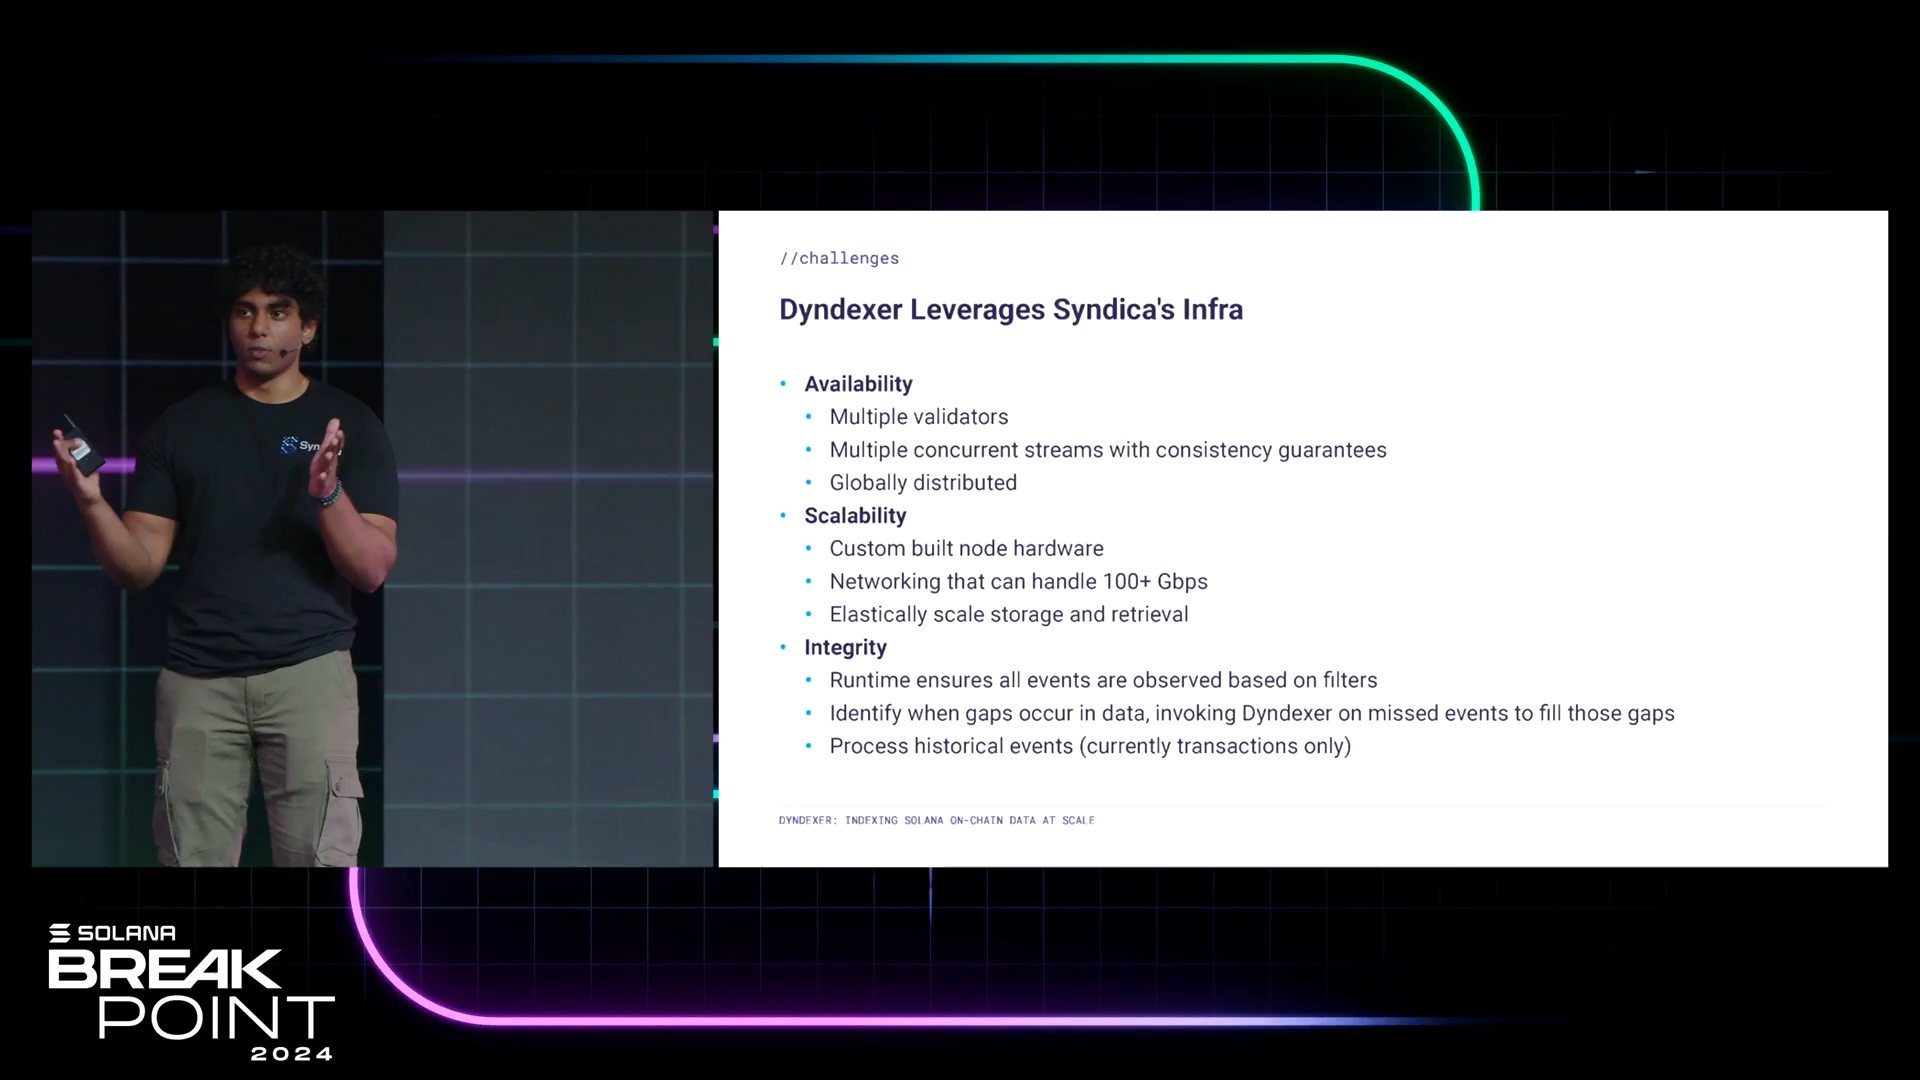 //challenges
Dyndexer Leverages Syndica's Infra
• Availability
• Multiple validators
• Multiple concurrent streams with consistency guarantees
• Globally distributed
• Scalability
• Custom built node hardware
• Networking that can handle 100+ Gbps
• Elastically scale storage and retrieval
• Integrity
• Runtime ensures all events are observed based on filters
• Identify when gaps occur in data, invoking Dyndexer on missed events to fill those gaps
• Process historical events (currently transactions only)
DYNDEXER: INDEXING SOLANA ON-CHAIN DATA AT SCALE
SOLANA
BREAK
POINT
2024